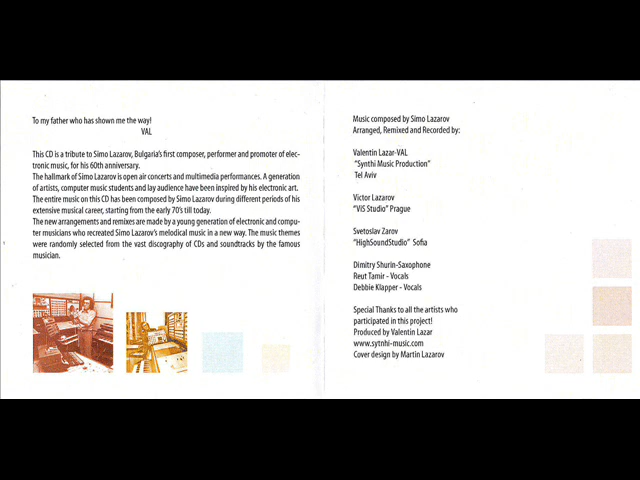 To my father who has shown me the way!
VAL
This CD is a tribute to Simo Lazarov, Bulgaria's first composer, performer and promoter of elec-
tronic music, for his 60th anniversary.
The hallmark of Simo Lazarov is open air concerts and multimedia performances. A generation
of artists, computer music students and lay audience have been inspired by his electronic art.
The entire music on this CD has been composed by Simo Lazarov during different periods of his
extensive musical career, starting from the early 70's till today.
The new arrangements and remixes are made by a young generation of electronic and compu-
ter musicians who recreated Simo Lazarov's melodical music in a new way. The music themes
were randomly selected from the vast discography of CDs and soundtracks by the famous
musician.
Music composed by Simo Lazarov
Arranged, Remixed and Recorded by:
Valentin Lazar-VAL
"Synthi Music Production"
Tel Aviv
Victor Lazarov
"ViS Studio" Prague
Svetoslav Zarov
"HighSoundStudio" Sofia
Dimitry Shurin-Saxophone
Reut Tamir - Vocals
Debbie Klapper - Vocals
Special Thanks to all the artists who
participated in this project!
Produced by Valentin Lazar
www.sytnhi-music.com
Cover design by Martin Lazarov